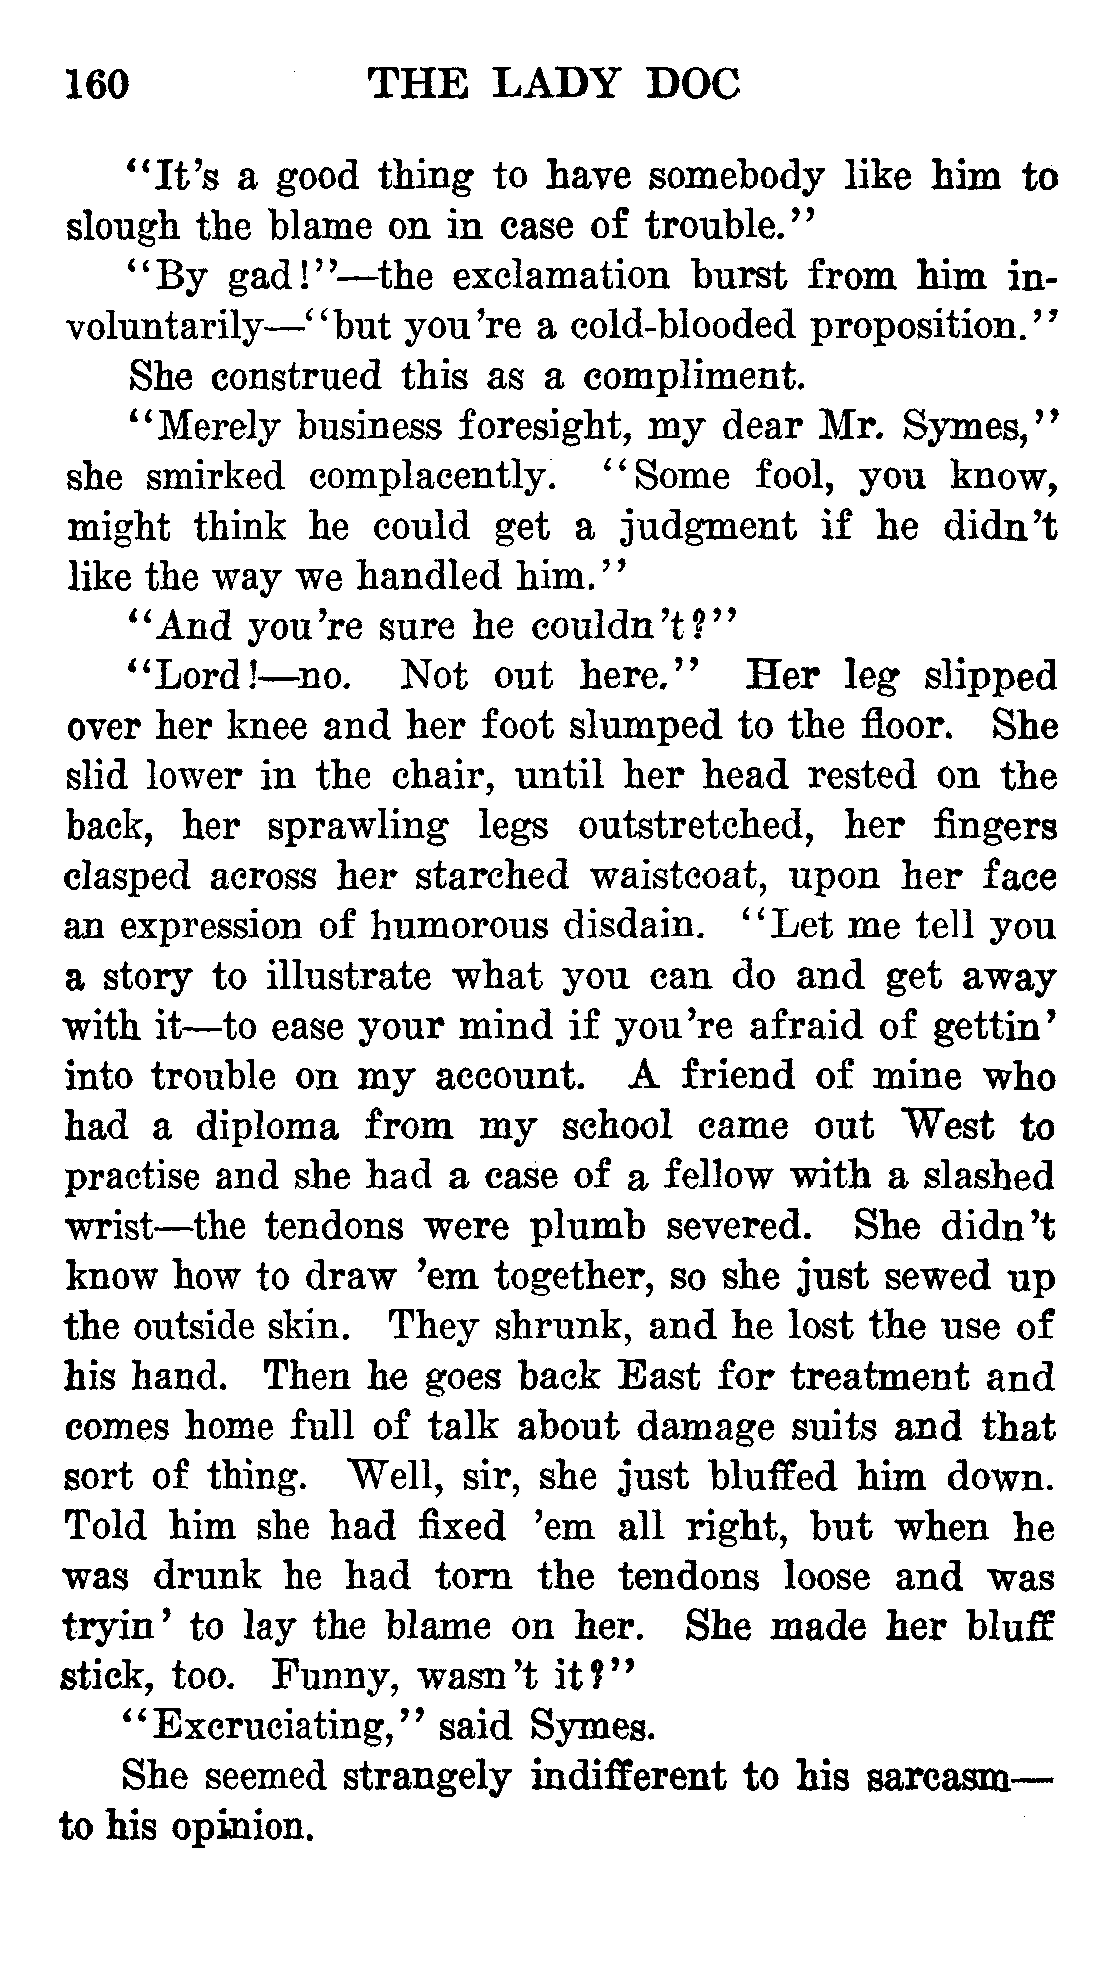 160 THE LADY DOC
"It's a good thing to have somebody like him to
slough the blame on in case of trouble."
"By gad!"—the exclamation burst from him in-
voluntarily—"but you're a cold-blooded proposition."
She construed this as a compliment.
"Merely business foresight, my dear Mr. Symes,"
she smirked complacently. "Some fool, you know,
might think he could get a judgment if he didn't
like the way we handled him."
"And you're sure he couldn't?"
"Lord!—no. Not out here." Her leg slipped
over her knee and her foot slumped to the floor. She
slid lower in the chair, until her head rested on the
back, her sprawling legs outstretched, her fingers
clasped across her starched waistcoat, upon her face
an expression of humorous disdain. "Let me tell you
a story to illustrate what you can do and get away
with it—to ease your mind if you're afraid of gettin'
into trouble on my account. A friend of mine who
had a diploma from my school came out West to
practise and she had a case of a fellow with a slashed
wrist—the tendons were plumb severed. She didn't
know how to draw 'em together, so she just sewed up
the outside skin. They shrunk, and he lost the use of
his hand. Then he goes back East for treatment and
comes home full of talk about damage suits and that
sort of thing. Well, sir, she just bluffed him down.
Told him she had fixed 'em all right, but when he
was drunk he had torn the tendons loose and was
tryin' to lay the blame on her. She made her bluff
stick, too. Funny, wasn't it?"
"Excruciating," said Symes.
She seemed strangely indifferent to his sarcasm—
to his opinion.